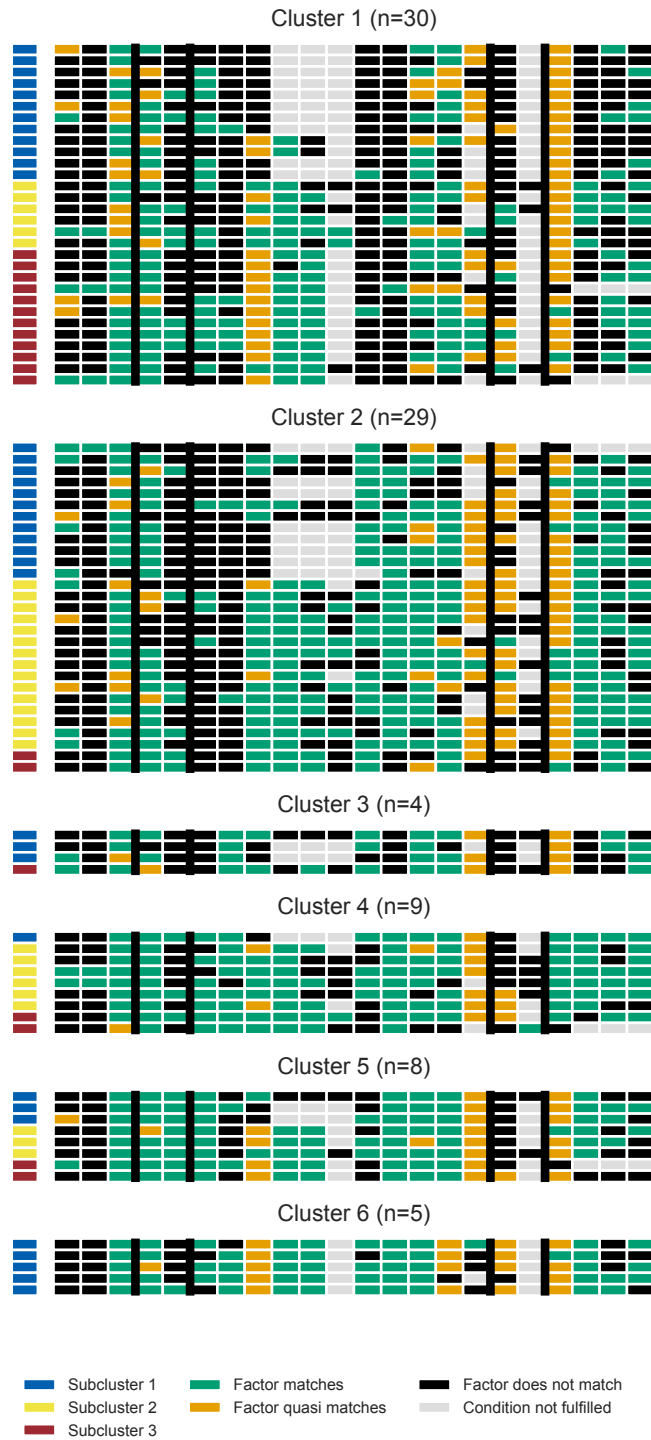 Cluster 1 (n=30)
Cluster 2 (n=29)
Cluster 3 (n=4)
Cluster 4 (n=9)
Cluster 5 (n=8)
Cluster 6 (n=5)
Subcluster 1 Factor matches Factor does not match
Subcluster 2 Factor quasi matches Condition not fulfilled
Subcluster 3